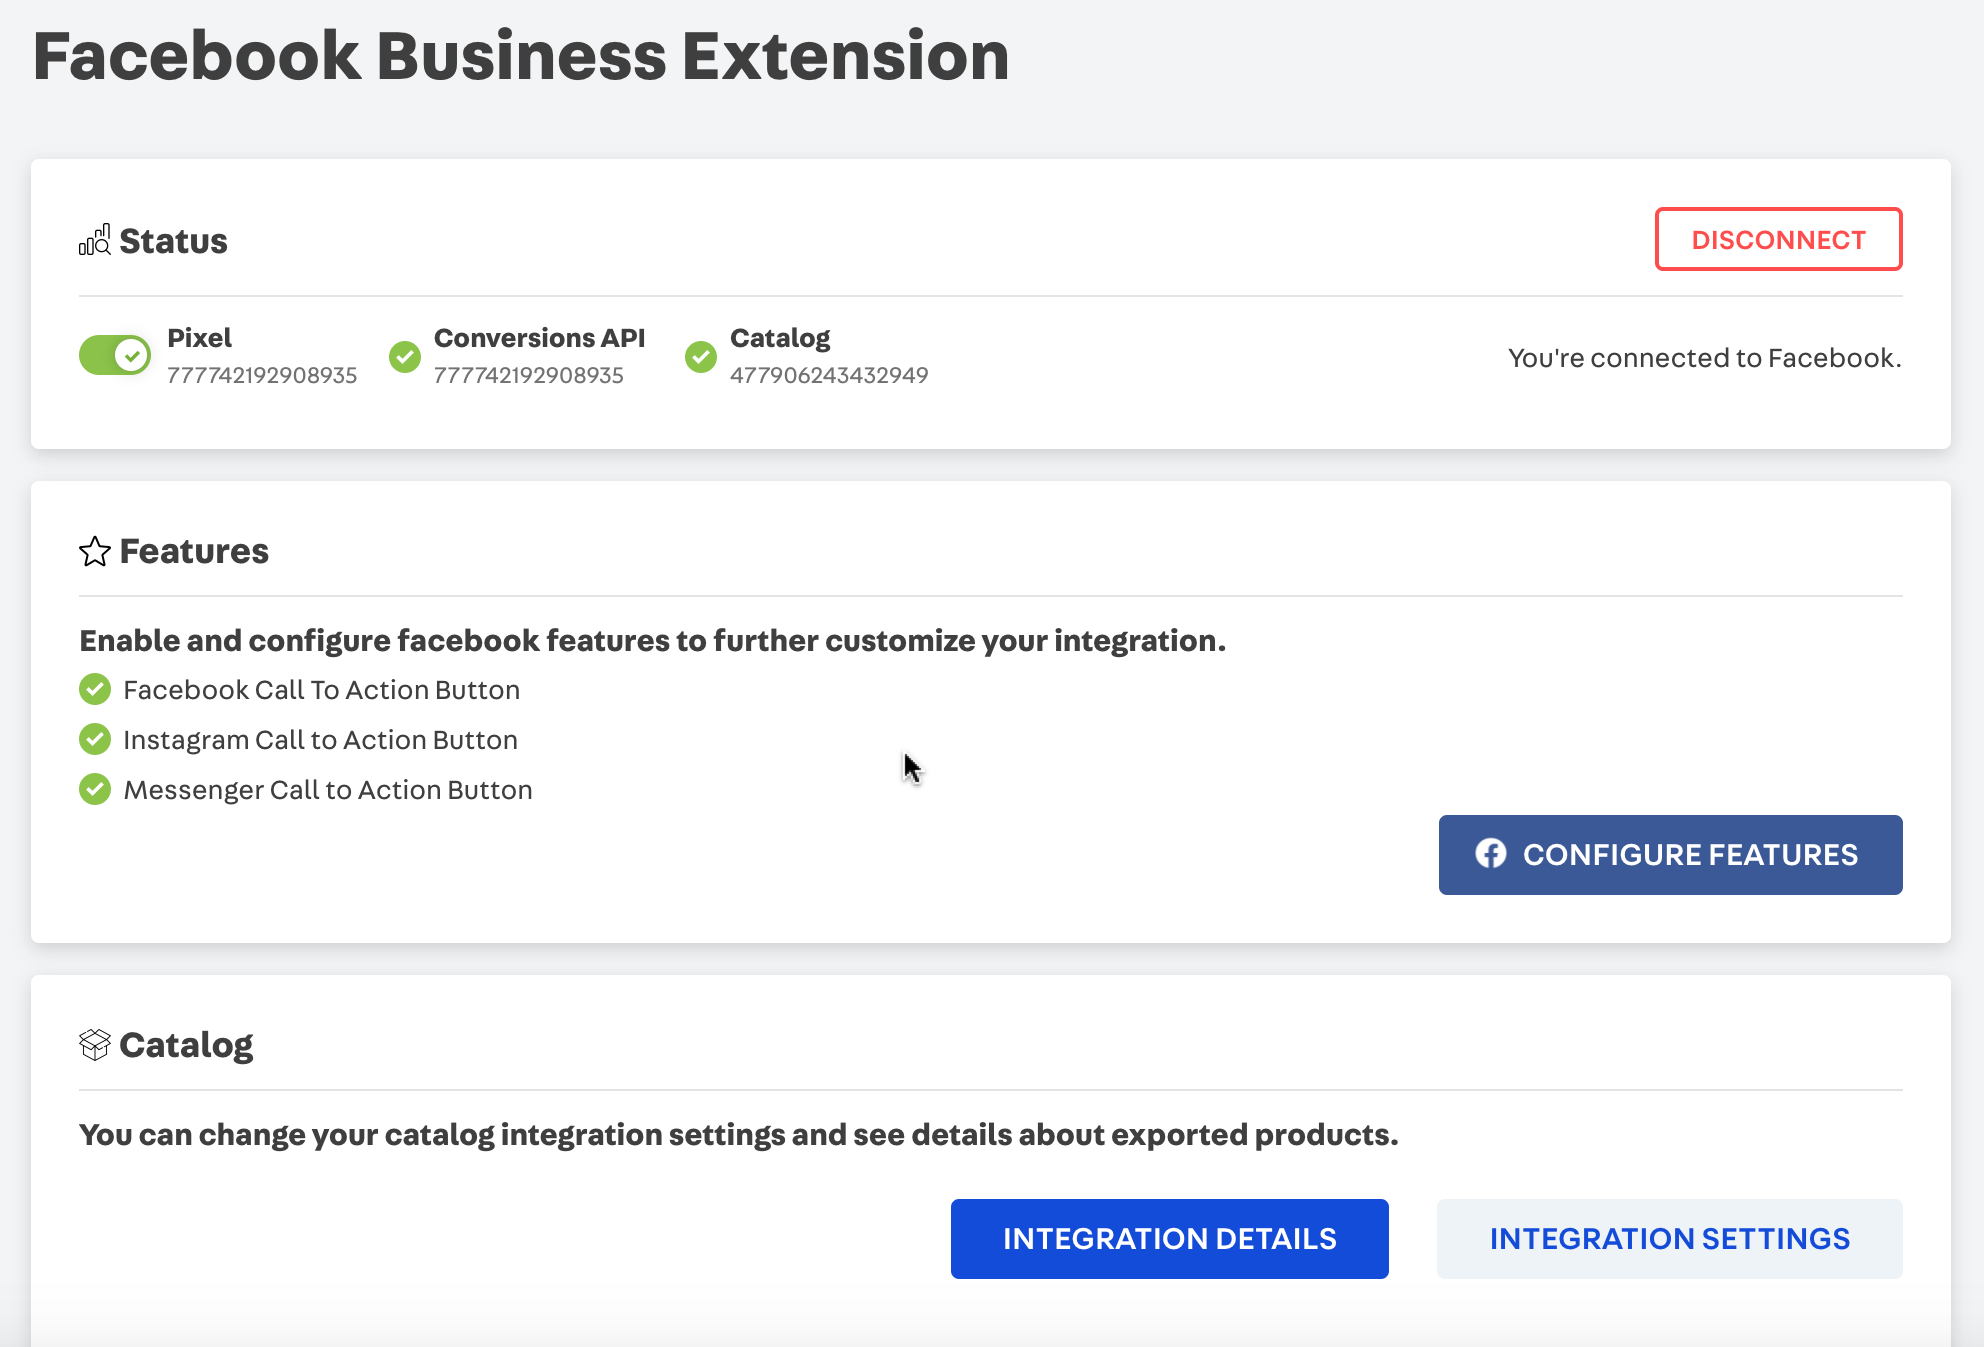 Facebook Business Extension
Status
DISCONNECT
Pixel
777742192908935
Conversions API
777742192908935
Catalog
477906243432949
You're connected to Facebook.
Features
Enable and configure facebook features to further customize your integration.
Facebook Call To Action Button
Instagram Call to Action Button
Messenger Call to Action Button
CONFIGURE FEATURES
Catalog
You can change your catalog integration settings and see details about exported products.
INTEGRATION DETAILS
INTEGRATION SETTINGS